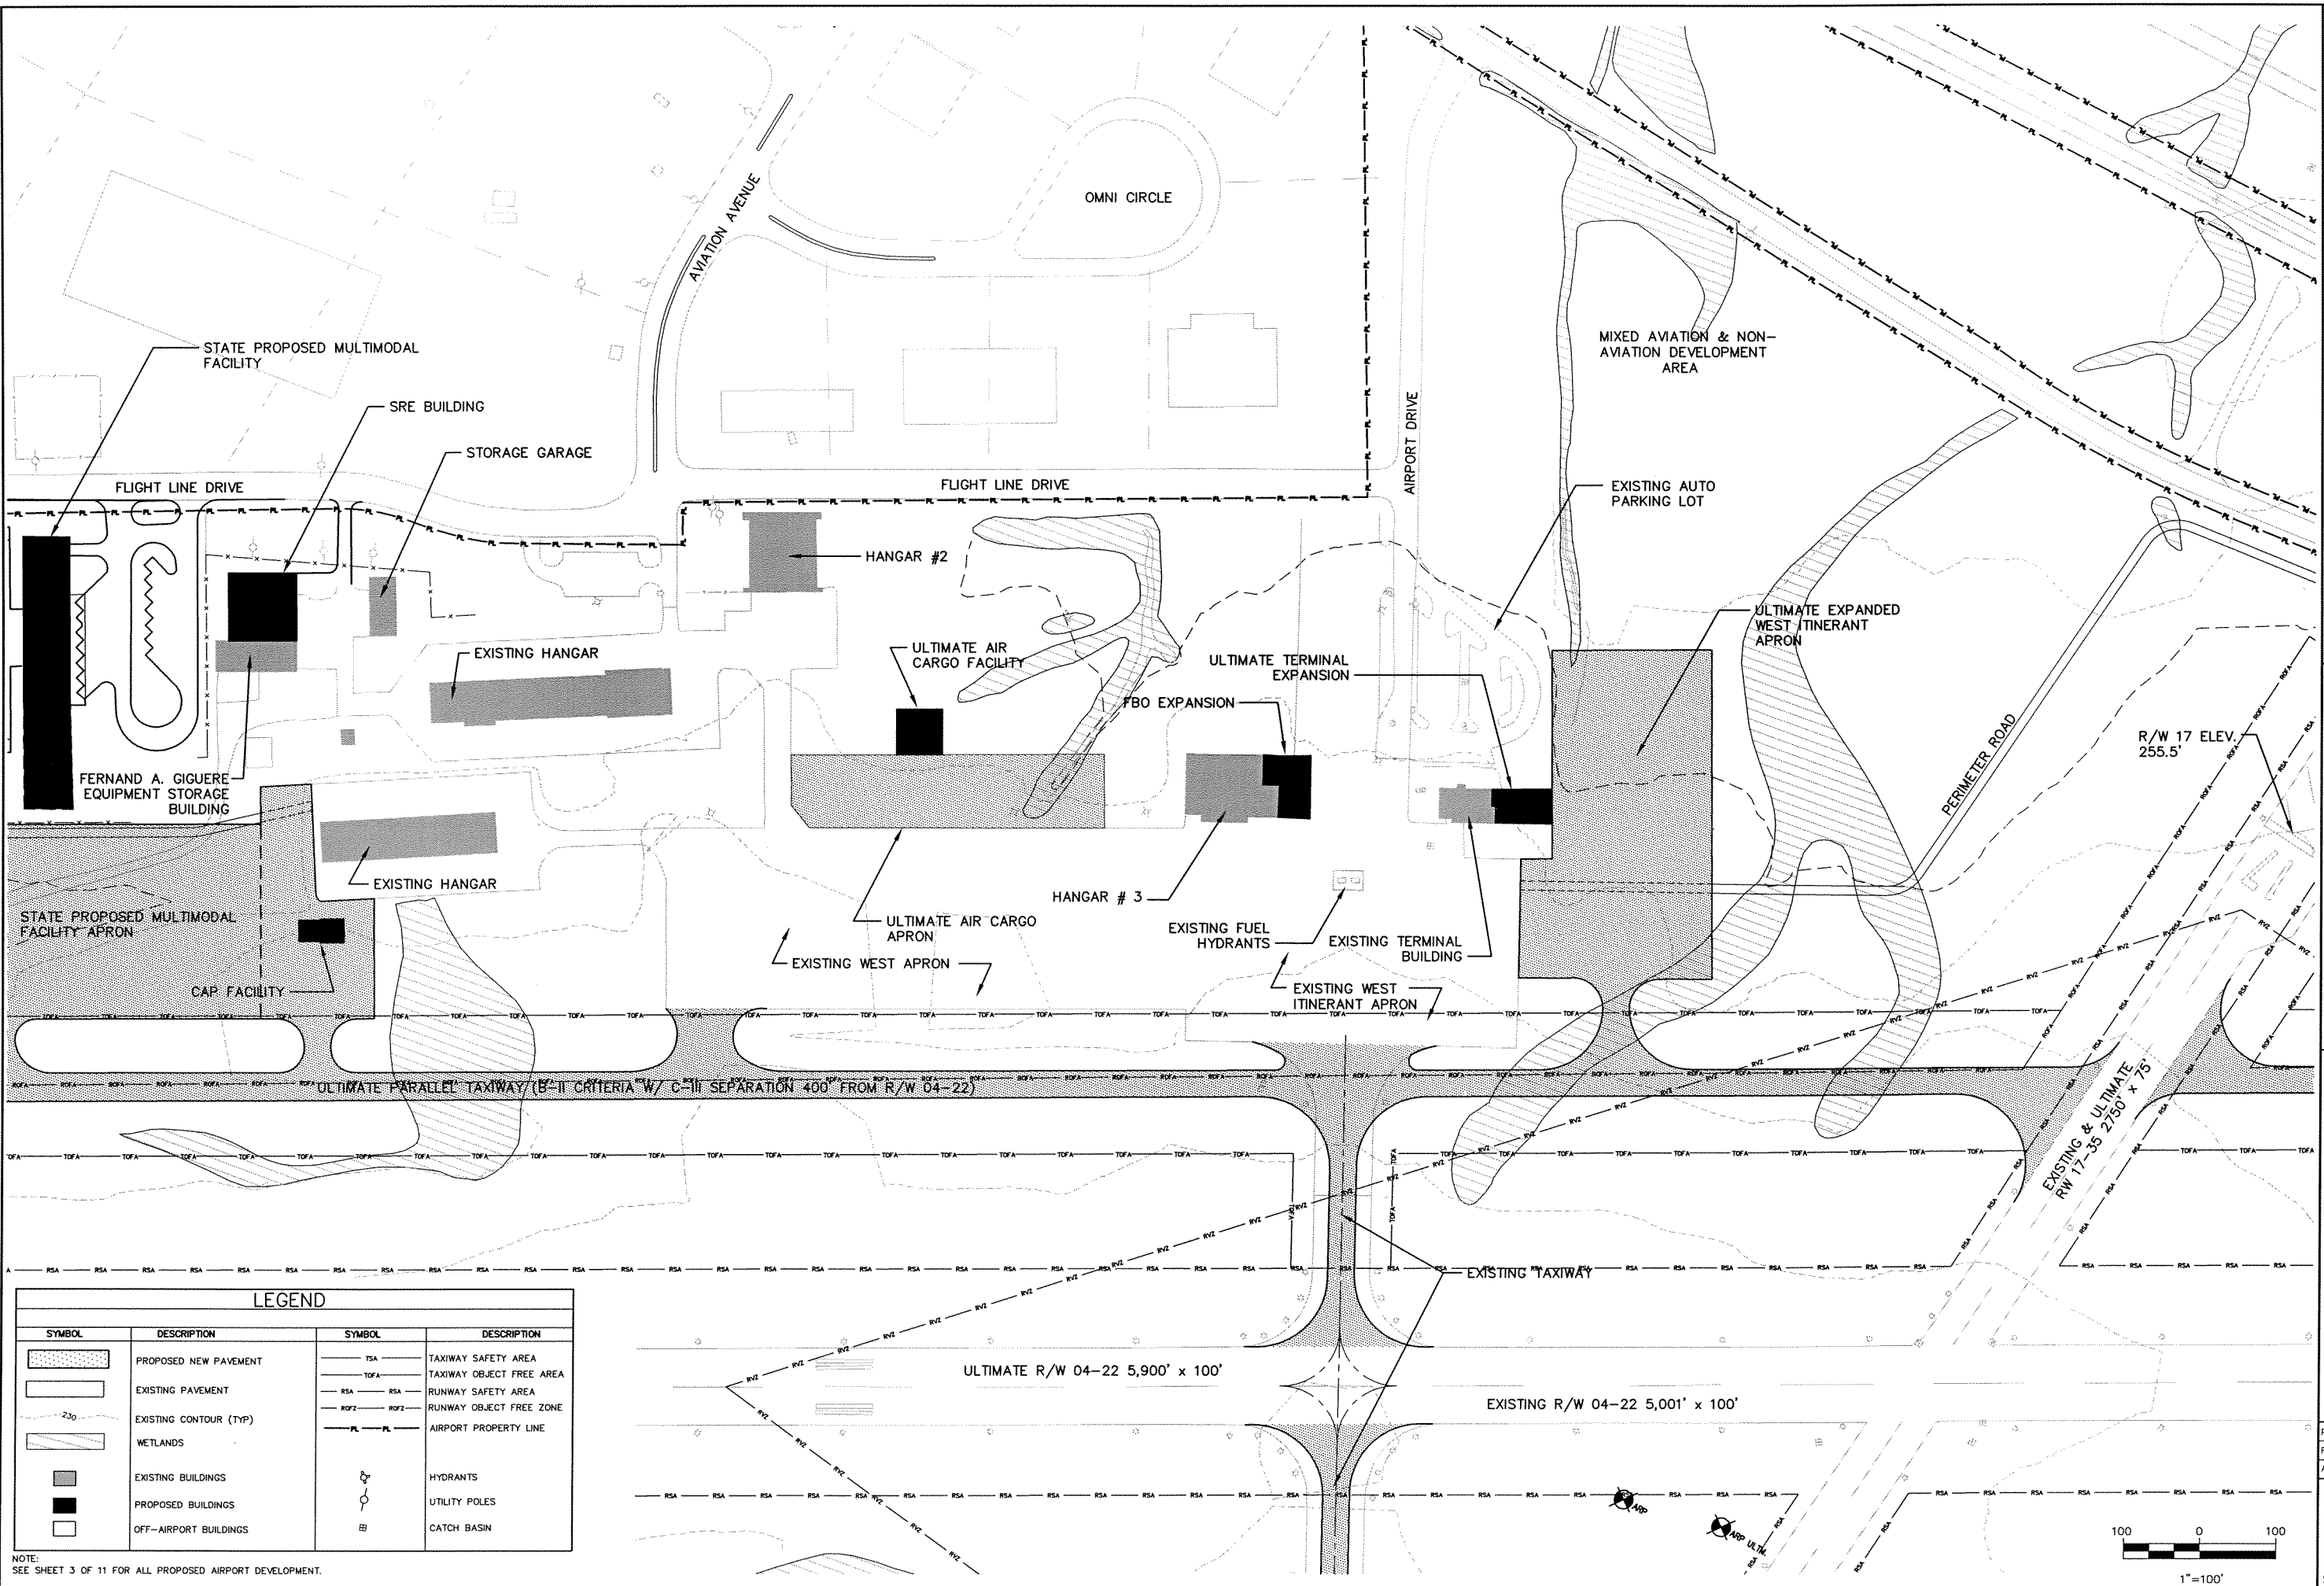 OMNI CIRCLE
AVIATION AVENUE
STATE PROPOSED MULTIMODAL
FACILITY
SRE BUILDING
STORAGE GARAGE
FLIGHT LINE DRIVE
FLIGHT LINE DRIVE
AIRPORT DRIVE
MIXED AVIATION & NON-
AVIATION DEVELOPMENT
AREA
EXISTING AUTO
PARKING LOT
HANGAR #2
EXISTING HANGAR
ULTIMATE AIR
CARGO FACILITY
ULTIMATE TERMINAL
EXPANSION
FBO EXPANSION
ULTIMATE EXPANDED
WEST ITINERANT
APRON
PERIMETER ROAD
R/W 17 ELEV.
255.5'
FERNAND A. GIGUERE
EQUIPMENT STORAGE
BUILDING
EXISTING HANGAR
STATE PROPOSED MULTIMODAL
FACILITY APRON
CAP FACILITY
ULTIMATE AIR CARGO
APRON
EXISTING WEST APRON
HANGAR # 3
EXISTING FUEL
HYDRANTS
EXISTING TERMINAL
BUILDING
EXISTING WEST
ITINERANT APRON
ULTIMATE PARALLEL TAXIWAY (B-II CRITERIA W/ C-III SEPARATION 400' FROM R/W 04-22)
EXISTING & ULTIMATE
RW 17-35 2750' x 75'
EXISTING TAXIWAY
ULTIMATE R/W 04-22 5,900' x 100'
EXISTING R/W 04-22 5,001' x 100'
ARP
ARP ULTM.
LEGEND
SYMBOL DESCRIPTION SYMBOL DESCRIPTION
PROPOSED NEW PAVEMENT
EXISTING PAVEMENT
230 EXISTING CONTOUR (TYP)
WETLANDS
EXISTING BUILDINGS
PROPOSED BUILDINGS
OFF-AIRPORT BUILDINGS
TSA TAXIWAY SAFETY AREA
TOFA TAXIWAY OBJECT FREE AREA
RSA RSA RUNWAY SAFETY AREA
ROFZ ROFZ RUNWAY OBJECT FREE ZONE
PL PL AIRPORT PROPERTY LINE
HYDRANTS
UTILITY POLES
CATCH BASIN
NOTE:
SEE SHEET 3 OF 11 FOR ALL PROPOSED AIRPORT DEVELOPMENT.
100 0 100
1"=100'